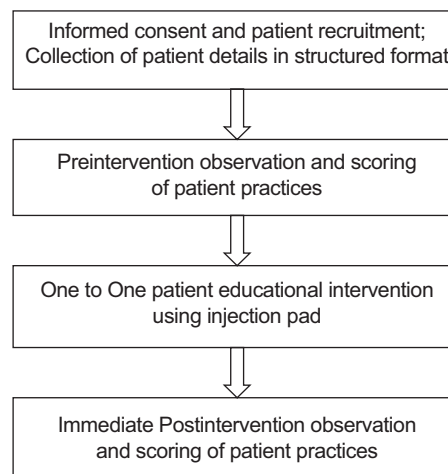 Informed consent and patient recruitment;
Collection of patient details in structured format
Preintervention observation and scoring
of patient practices
One to One patient educational intervention
using injection pad
Immediate Postintervention observation
and scoring of patient practices